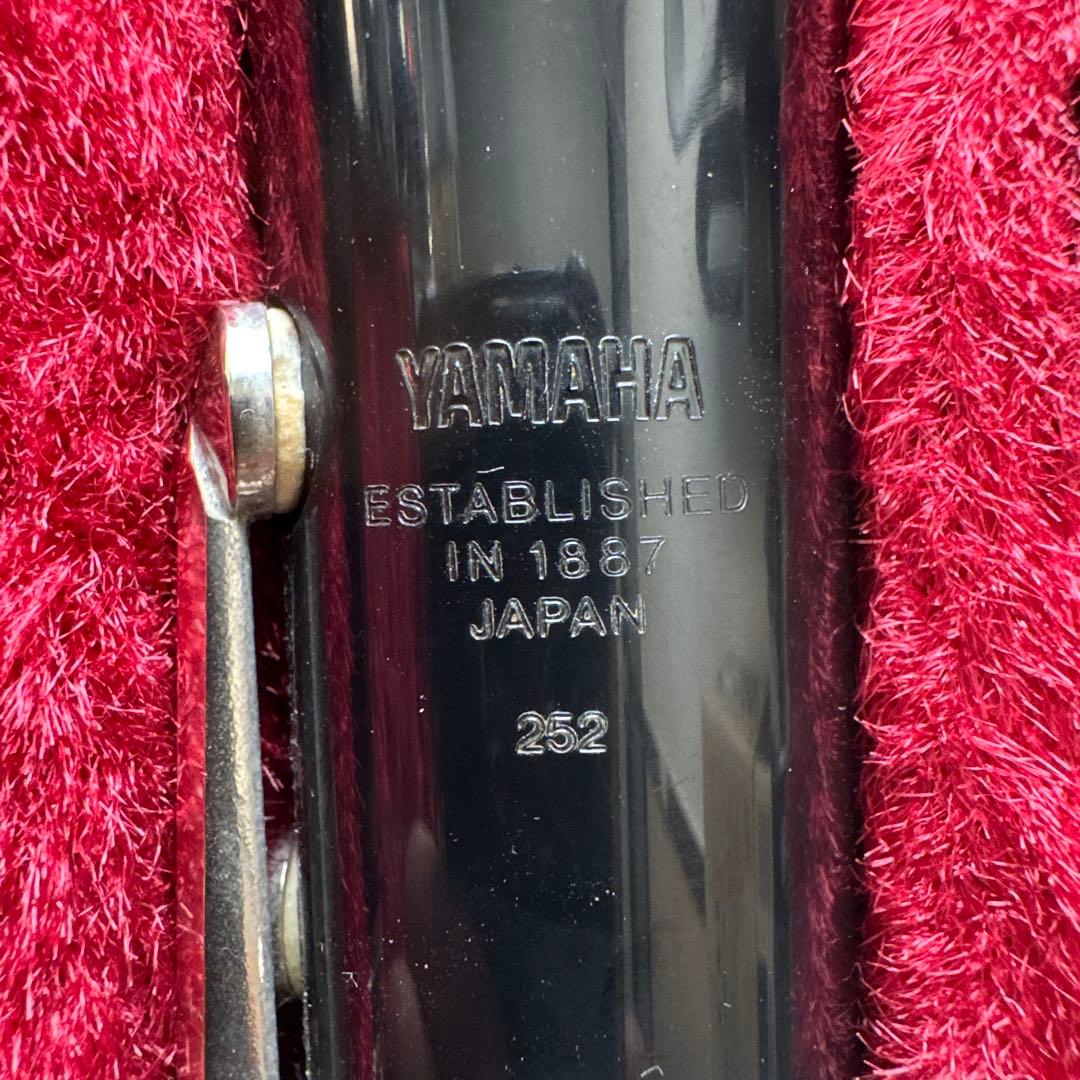 YAMAHA
ESTABLISHED
IN 1887
JAPAN
252